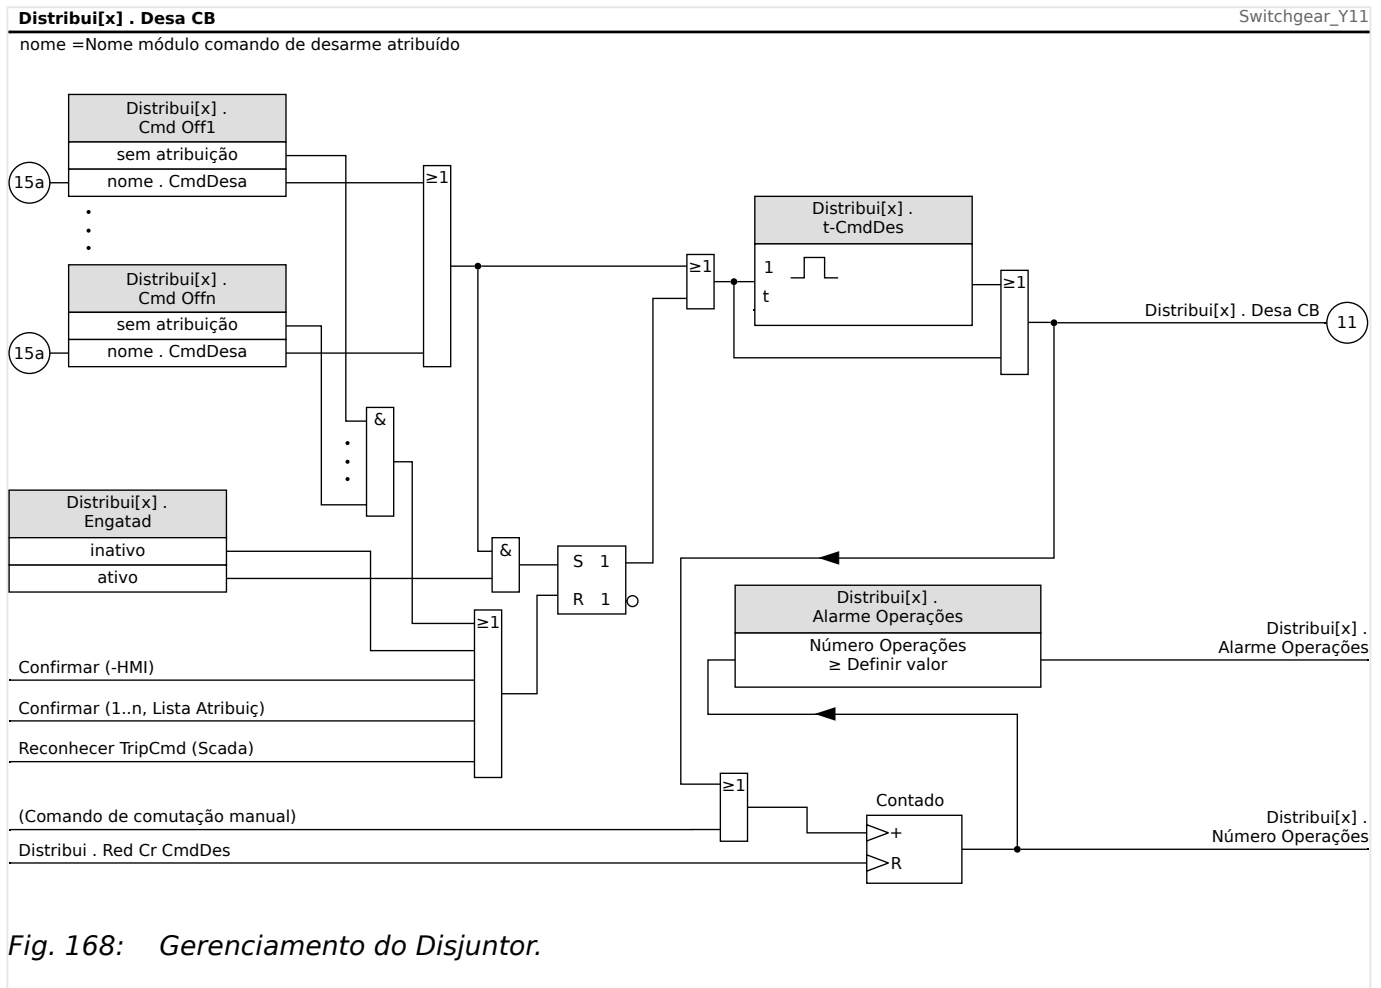 Distribui[x] . Desa CB
Switchgear_Y11
nome =Nome módulo comando de desarme atribuído
Distribui[x] .
Cmd Off1
sem atribuição
15a
nome . CmdDesa
≥1
Distribui[x] .
t-CmdDes
Distribui[x] .
Cmd Offn
≥1
1
t
≥1
Distribui[x] . Desa CB
11
sem atribuição
15a
nome . CmdDesa
&
Distribui[x] .
Engatad
inativo
ativo
&
S 1
R 1
≥1
Distribui[x] .
Alarme Operações
Número Operações
≥ Definir valor
Distribui[x] .
Alarme Operações
Confirmar (-HMI)
Confirmar (1..n, Lista Atribuiç)
Reconhecer TripCmd (Scada)
≥1
(Comando de comutação manual)
Contado
+
R
Distribui[x] .
Número Operações
Distribui . Red Cr CmdDes
Fig. 168: Gerenciamento do Disjuntor.